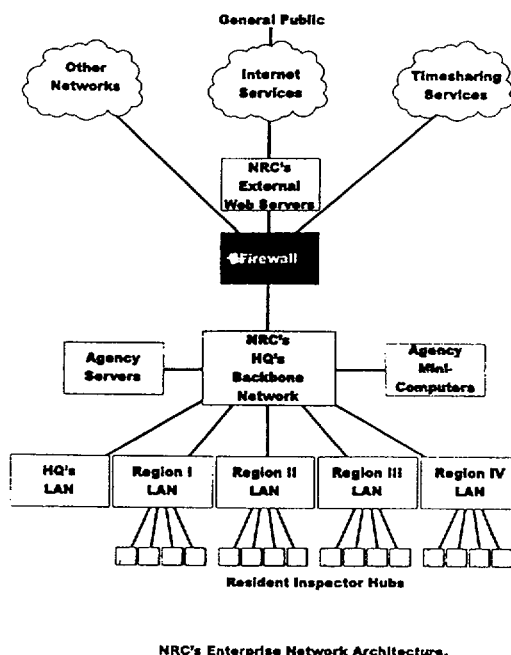 General Public
Other
Networks
Internet
Services
Timesharing
Services
NRC's
External
Web Servers
Firewall
NRC's
HQ's
Backbone
Network
Agency
Servers
Agency
Mini-
Computers
HQ's
LAN
Region I
LAN
Region II
LAN
Region III
LAN
Region IV
LAN
Resident Inspector Hubs
NRC's Enterprise Network Architecture.